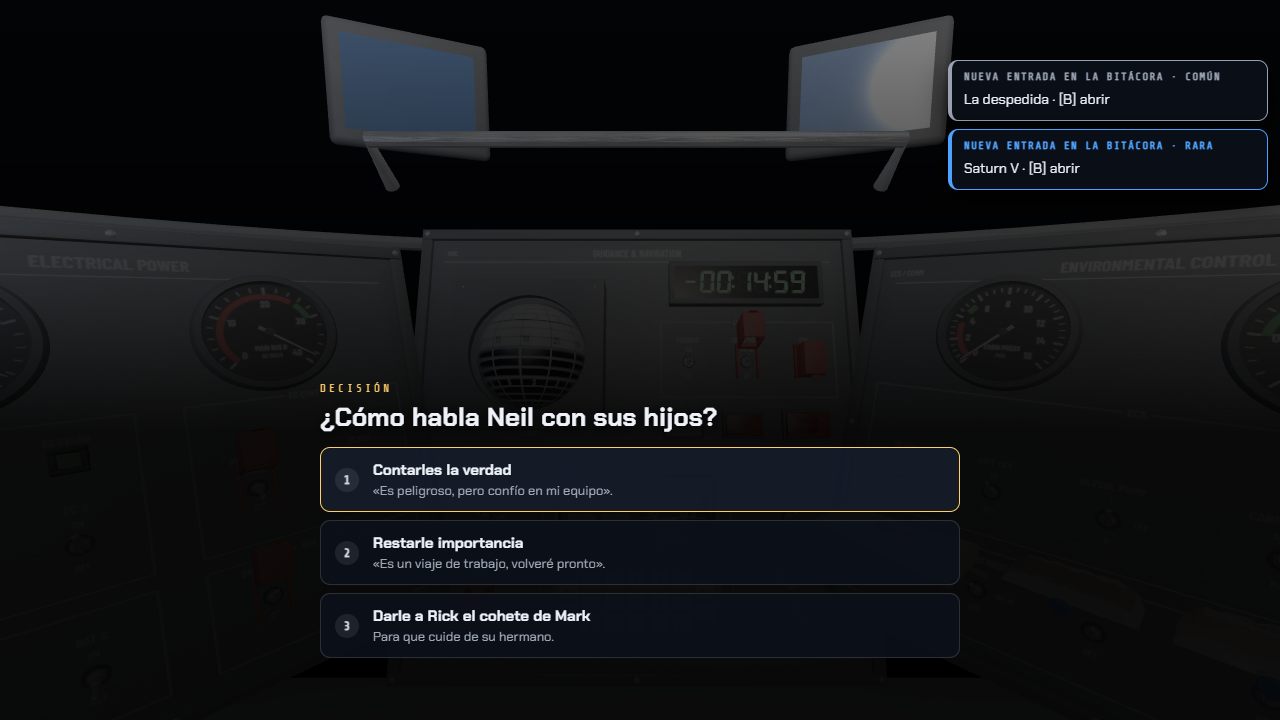 NUEVA ENTRADA EN LA BITÁCORA · COMÚN
La despedida · [B] abrir
NUEVA ENTRADA EN LA BITÁCORA · RARA
Saturn V · [B] abrir
ELECTRICAL POWER
GUIDANCE & NAVIGATION
ENVIRONMENTAL CONTROL
-00:14:59
DECISIÓN
¿Cómo habla Neil con sus hijos?
1
Contarles la verdad
«Es peligroso, pero confío en mi equipo».
2
Restarle importancia
«Es un viaje de trabajo, volveré pronto».
3
Darle a Rick el cohete de Mark
Para que cuide de su hermano.